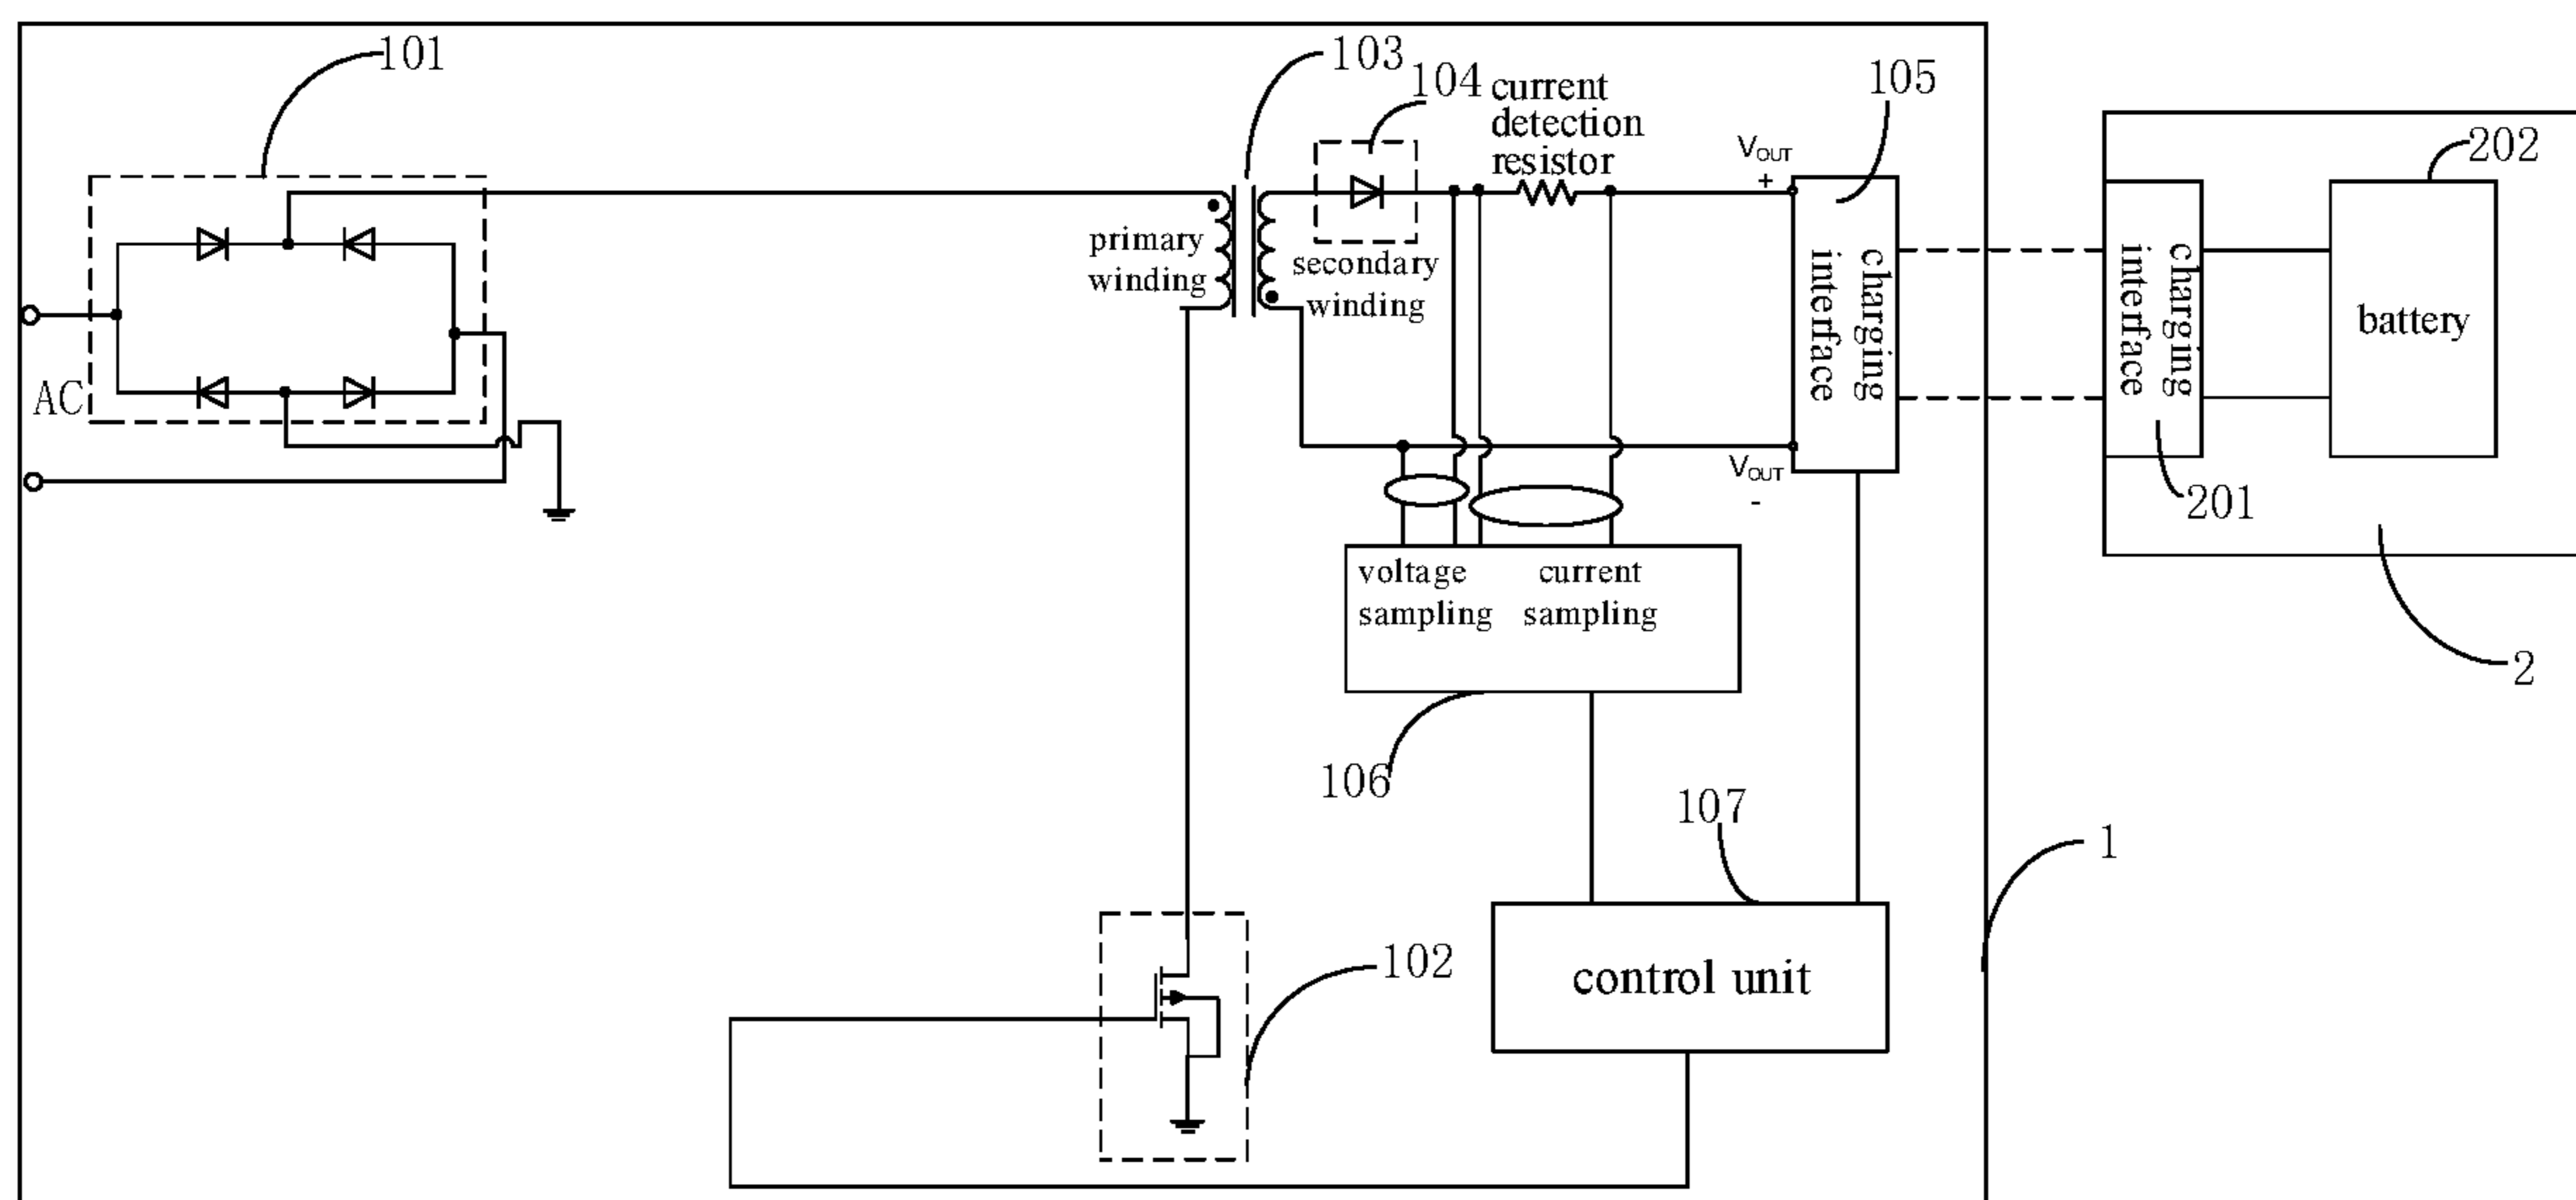 101
103
104
current
detection
resistor
105
202
VOUT
+
primary
winding
secondary
winding
charging
interface
charging
interface
battery
AC
VOUT
-
201
voltage
sampling
current
sampling
2
106
107
1
102
control unit